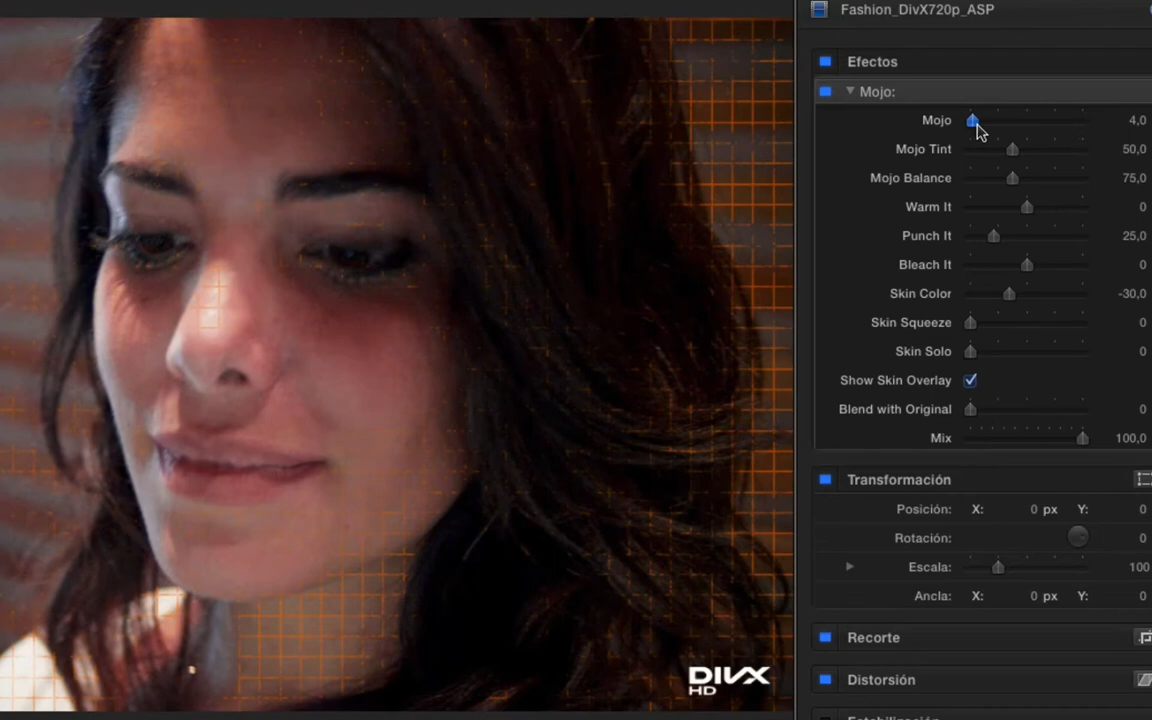 Fashion_DivX720p_ASP
Efectos
Mojo:
Mojo 4,0
Mojo Tint 50,0
Mojo Balance 75,0
Warm It 0
Punch It 25,0
Bleach It 0
Skin Color -30,0
Skin Squeeze 0
Skin Solo 0
Show Skin Overlay
Blend with Original 0
Mix 100,0
Transformación
Posición: X: 0 px Y: 0
Rotación: 0
Escala: 100
Ancla: X: 0 px Y: 0
Recorte
Distorsión
Estabilización
DIVX
HD